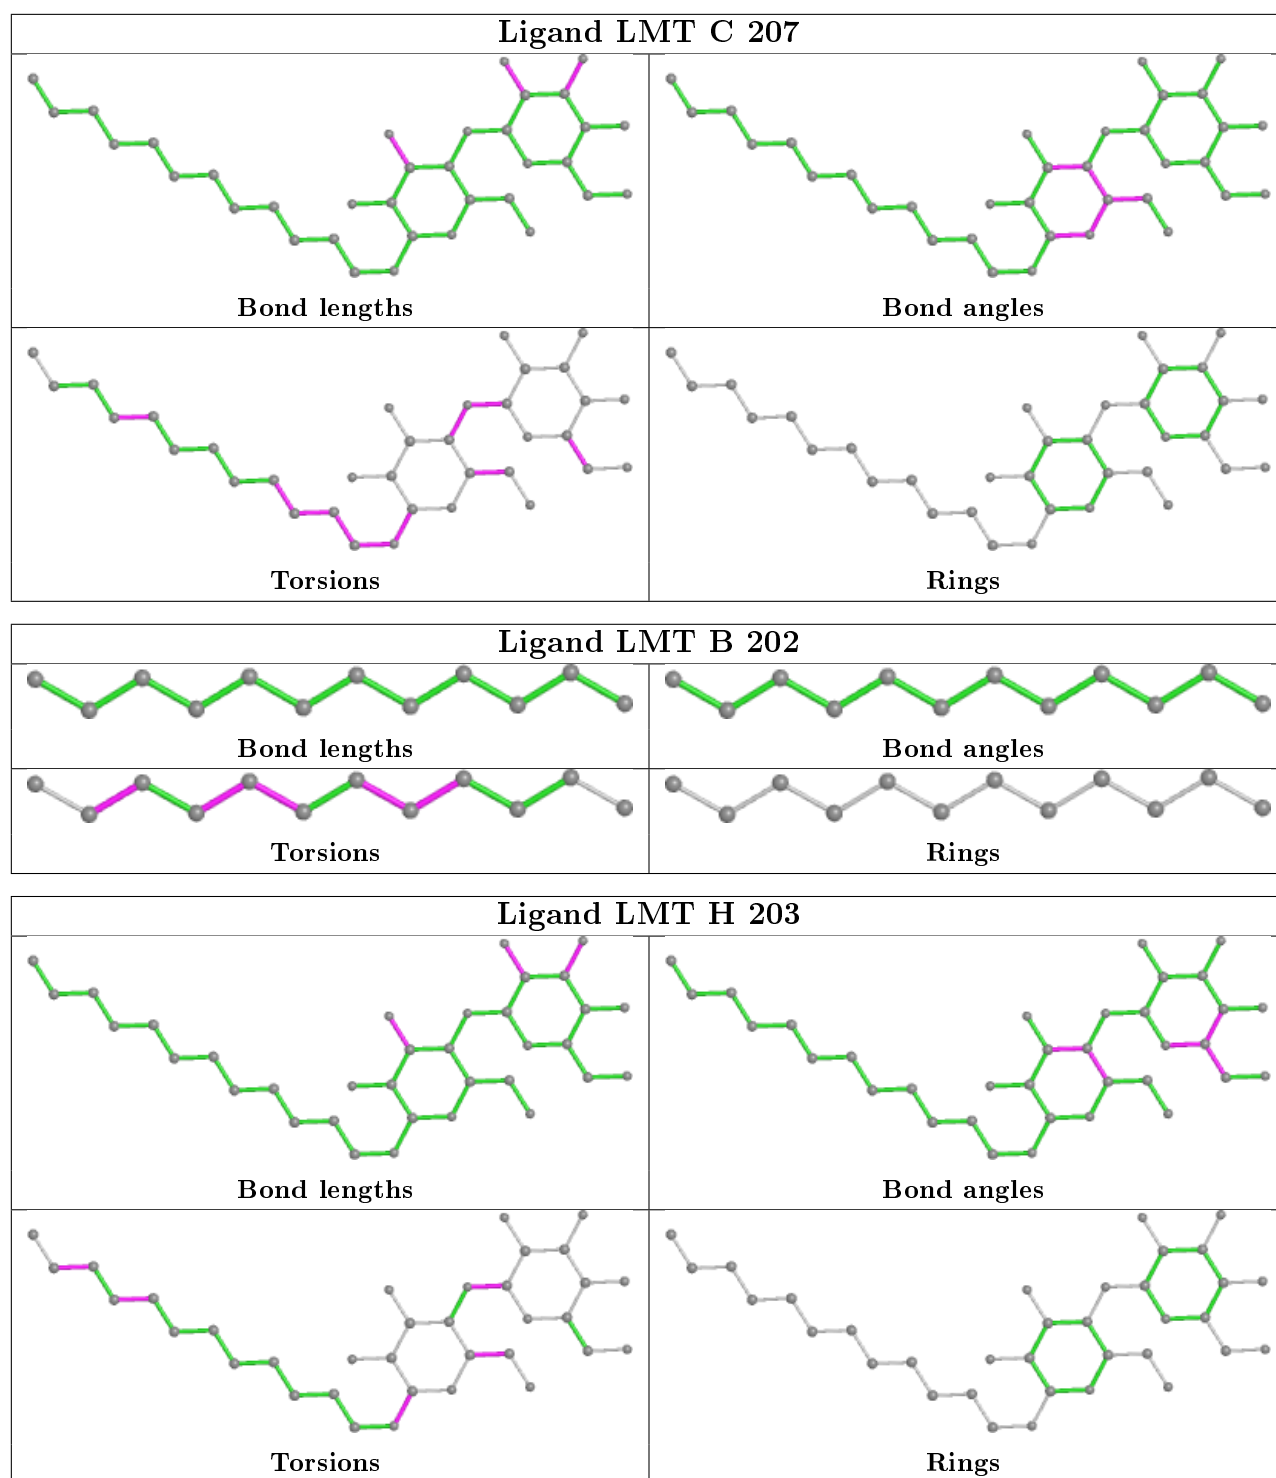 Ligand LMT C 207
Bond lengths
Bond angles
Torsions
Rings
Ligand LMT B 202
Bond lengths
Bond angles
Torsions
Rings
Ligand LMT H 203
Bond lengths
Bond angles
Torsions
Rings